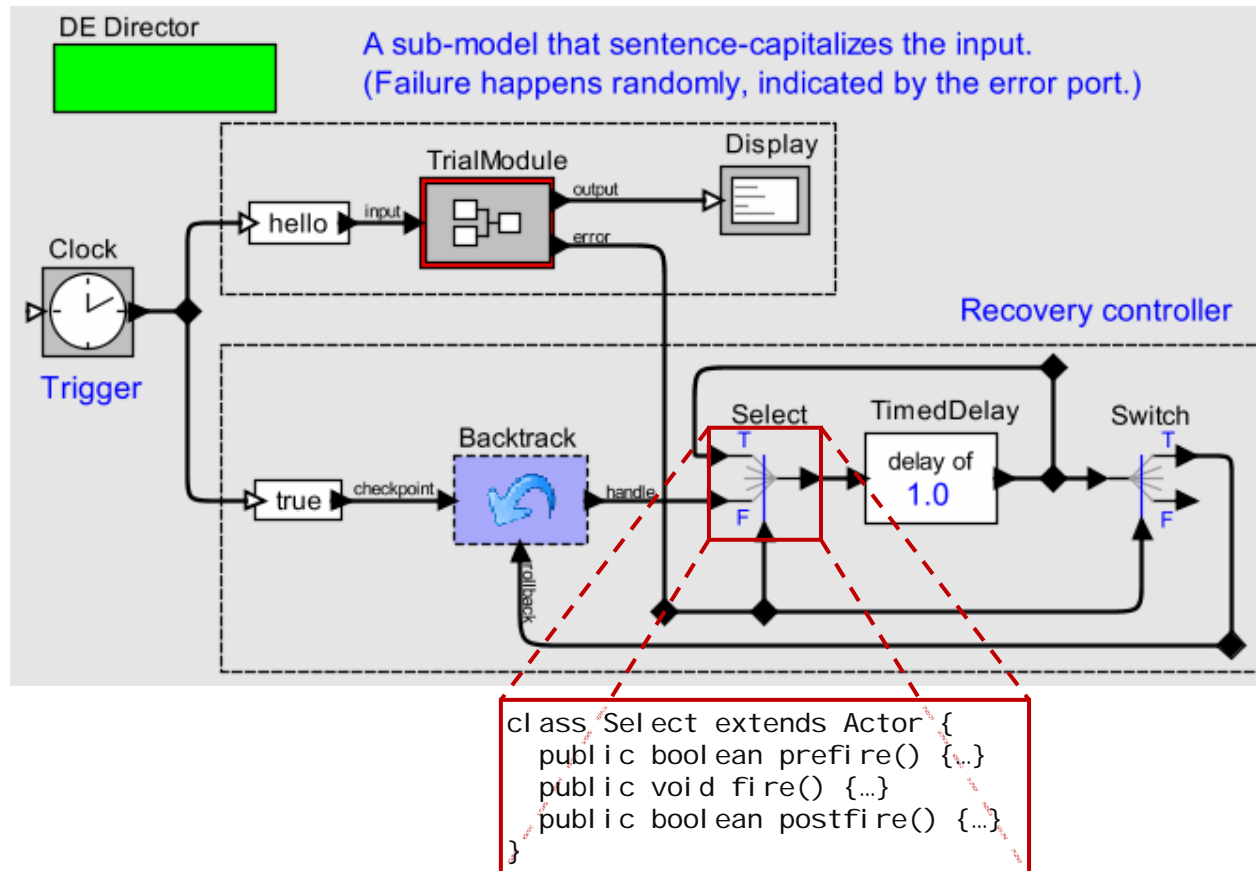 DE Director
A sub-model that sentence-capitalizes the input.
(Failure happens randomly, indicated by the error port.)
Display
TrialModule
output
hello
input
error
Clock
Trigger
Recovery controller
Select
TimedDelay
Switch
Backtrack
T
delay of
1.0
T
true
checkpoint
handle
F
F
rollback
class Select extends Actor {
public boolean prefire() {…}
public void fire() {…}
public boolean postfire() {…}
}